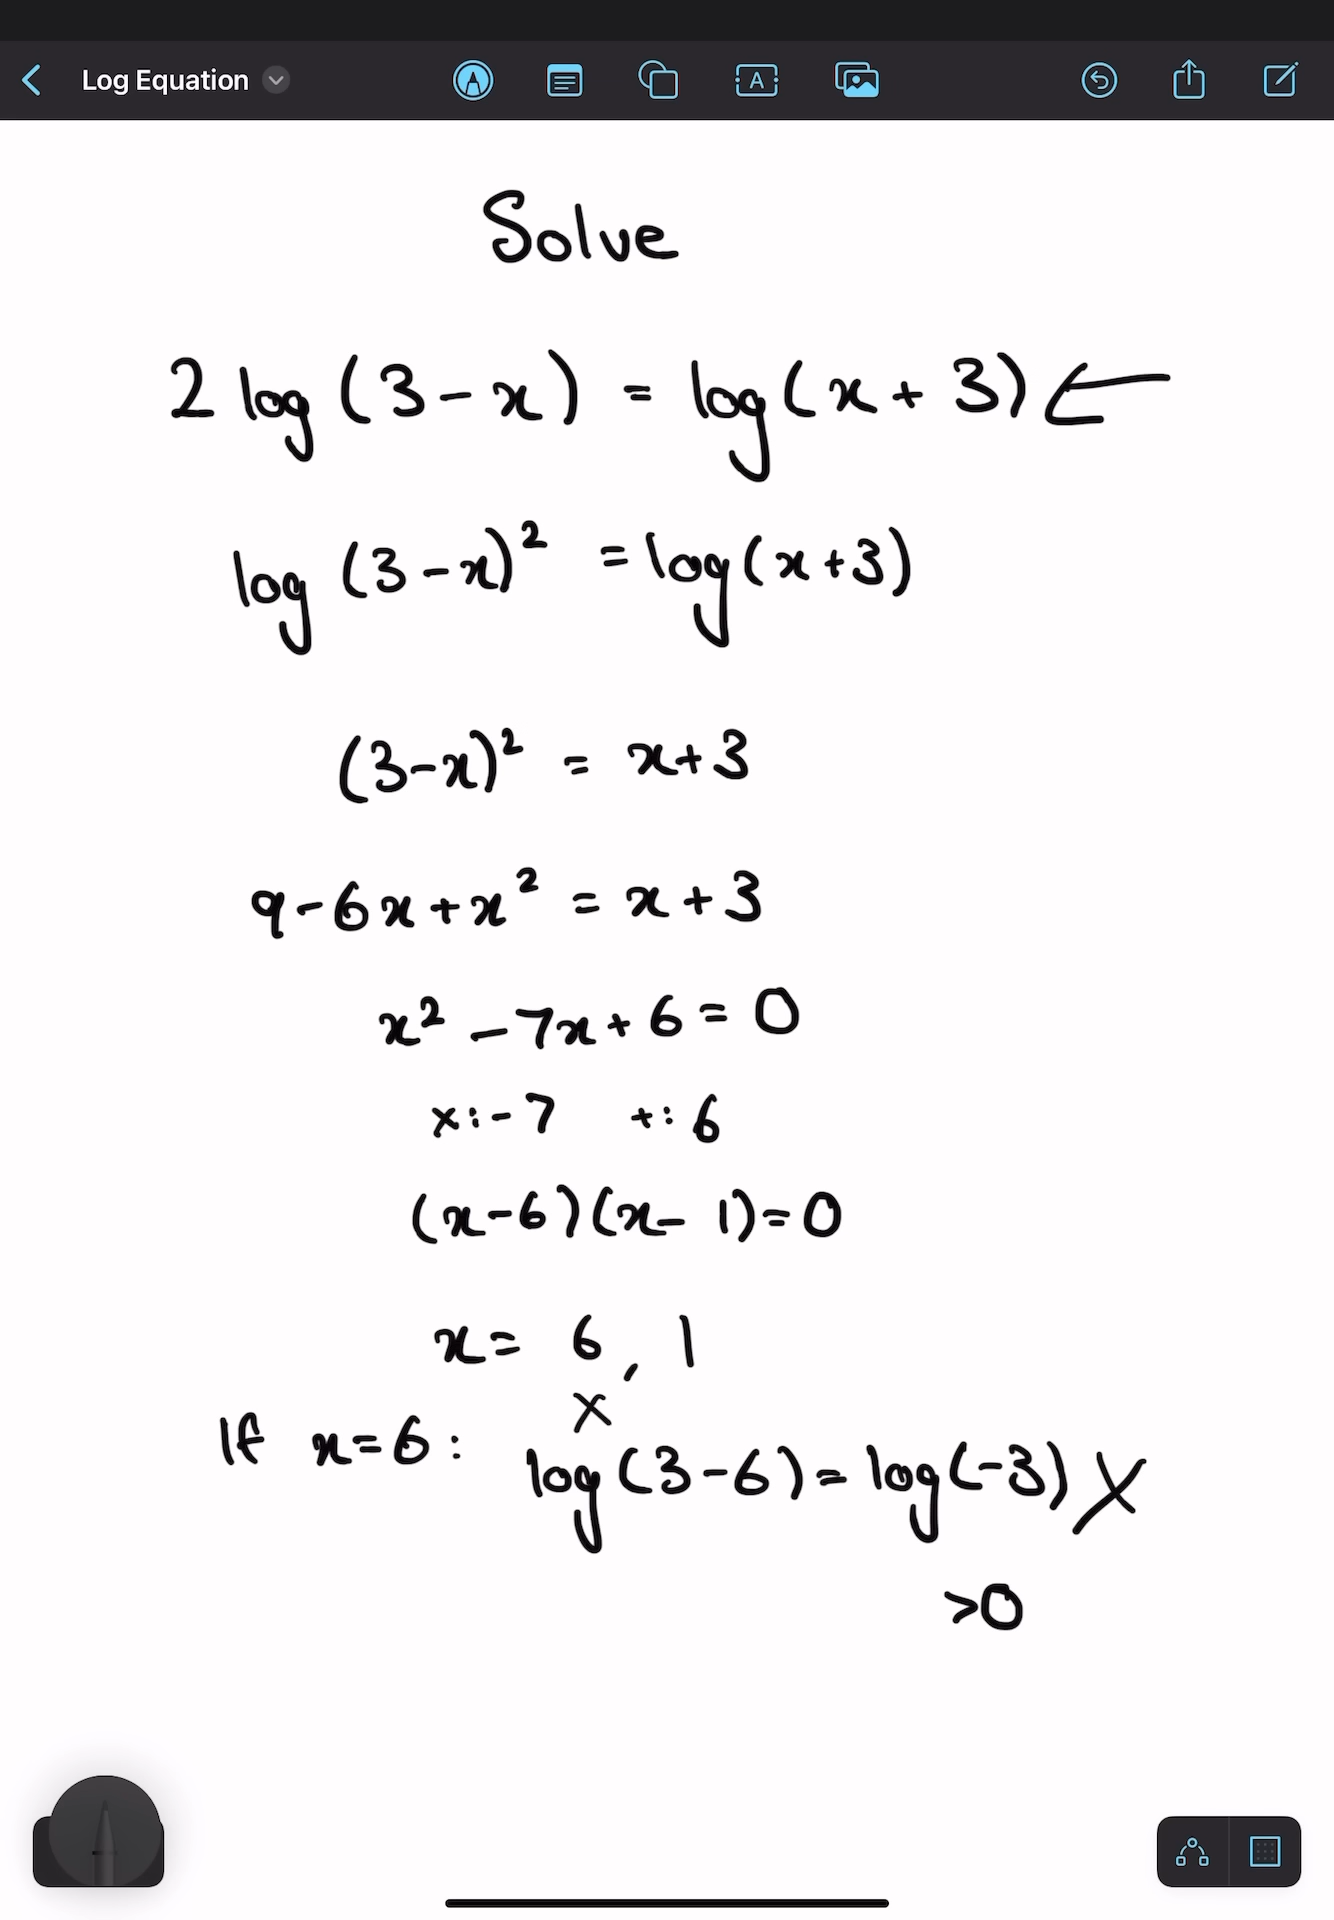 Log Equation
A
Solve
2 log (3 - x) = log(x + 3) ←
log (3 - x)² = log(x + 3)
(3 - x)² = x + 3
9 - 6x + x² = x + 3
x² - 7x + 6 = 0
×: - 7 +: 6
(x - 6)(x - 1) = 0
x = 6, 1
×
If x = 6: log(3 - 6) = log(-3) ×
>0